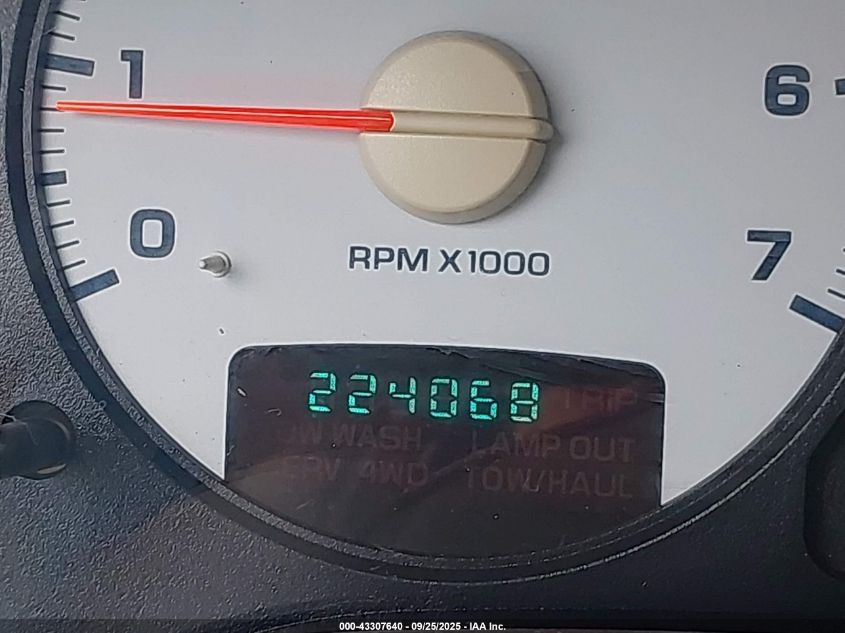 1
6
0
7
RPM X1000
224068 TRIP
WASH LAMP OUT
4WD TOW/HAUL
000-43307640 - 09/25/2025 - IAA Inc.